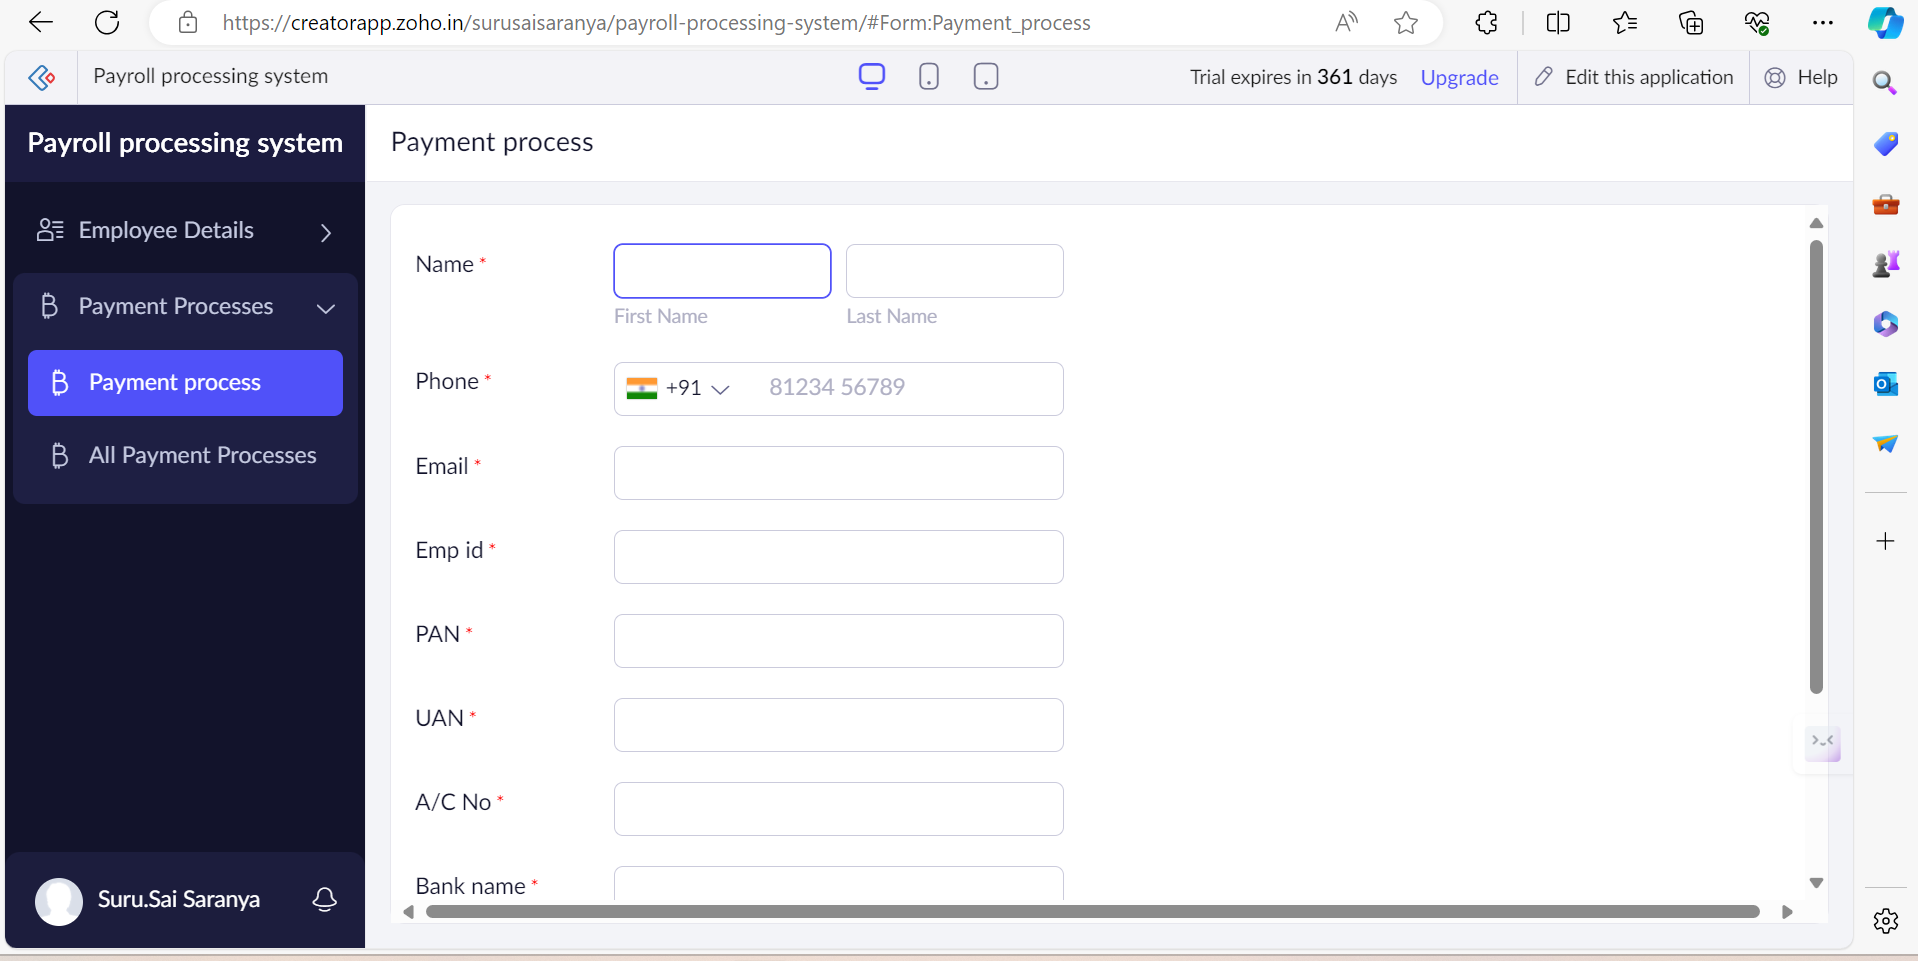 https://creatorapp.zoho.in/surusaisaranya/payroll-processing-system/#Form:Payment_process
Payroll processing system
Trial expires in 361 days
Upgrade
Edit this application
Help
Payroll processing system
Employee Details
Payment Processes
Payment process
All Payment Processes
Suru.Sai Saranya
Payment process
Name *
First Name
Last Name
Phone *
+91
81234 56789
Email *
Emp id *
PAN *
UAN *
A/C No *
Bank name *